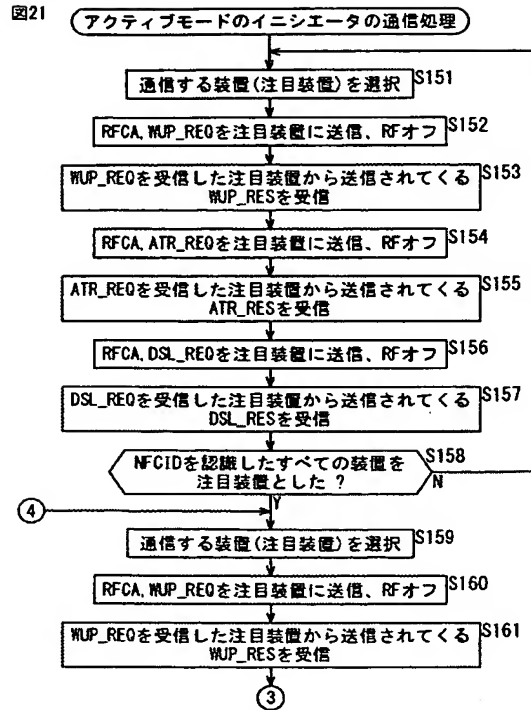 図21
アクティブモードのイニシエータの通信処理
通信する装置(注目装置)を選択
S151
RFCA,WUP_REQを注目装置に送信、RFオフ
S152
WUP_REQを受信した注目装置から送信されてくる
WUP_RESを受信
S153
RFCA,ATR_REQを注目装置に送信、RFオフ
S154
ATR_REQを受信した注目装置から送信されてくる
ATR_RESを受信
S155
RFCA,DSL_REQを注目装置に送信、RFオフ
S156
DSL_REQを受信した注目装置から送信されてくる
DSL_RESを受信
S157
NFCIDを認識したすべての装置を
注目装置とした ?
S158
N
Y
4
通信する装置(注目装置)を選択
S159
RFCA,WUP_REQを注目装置に送信、RFオフ
S160
WUP_REQを受信した注目装置から送信されてくる
WUP_RESを受信
S161
3